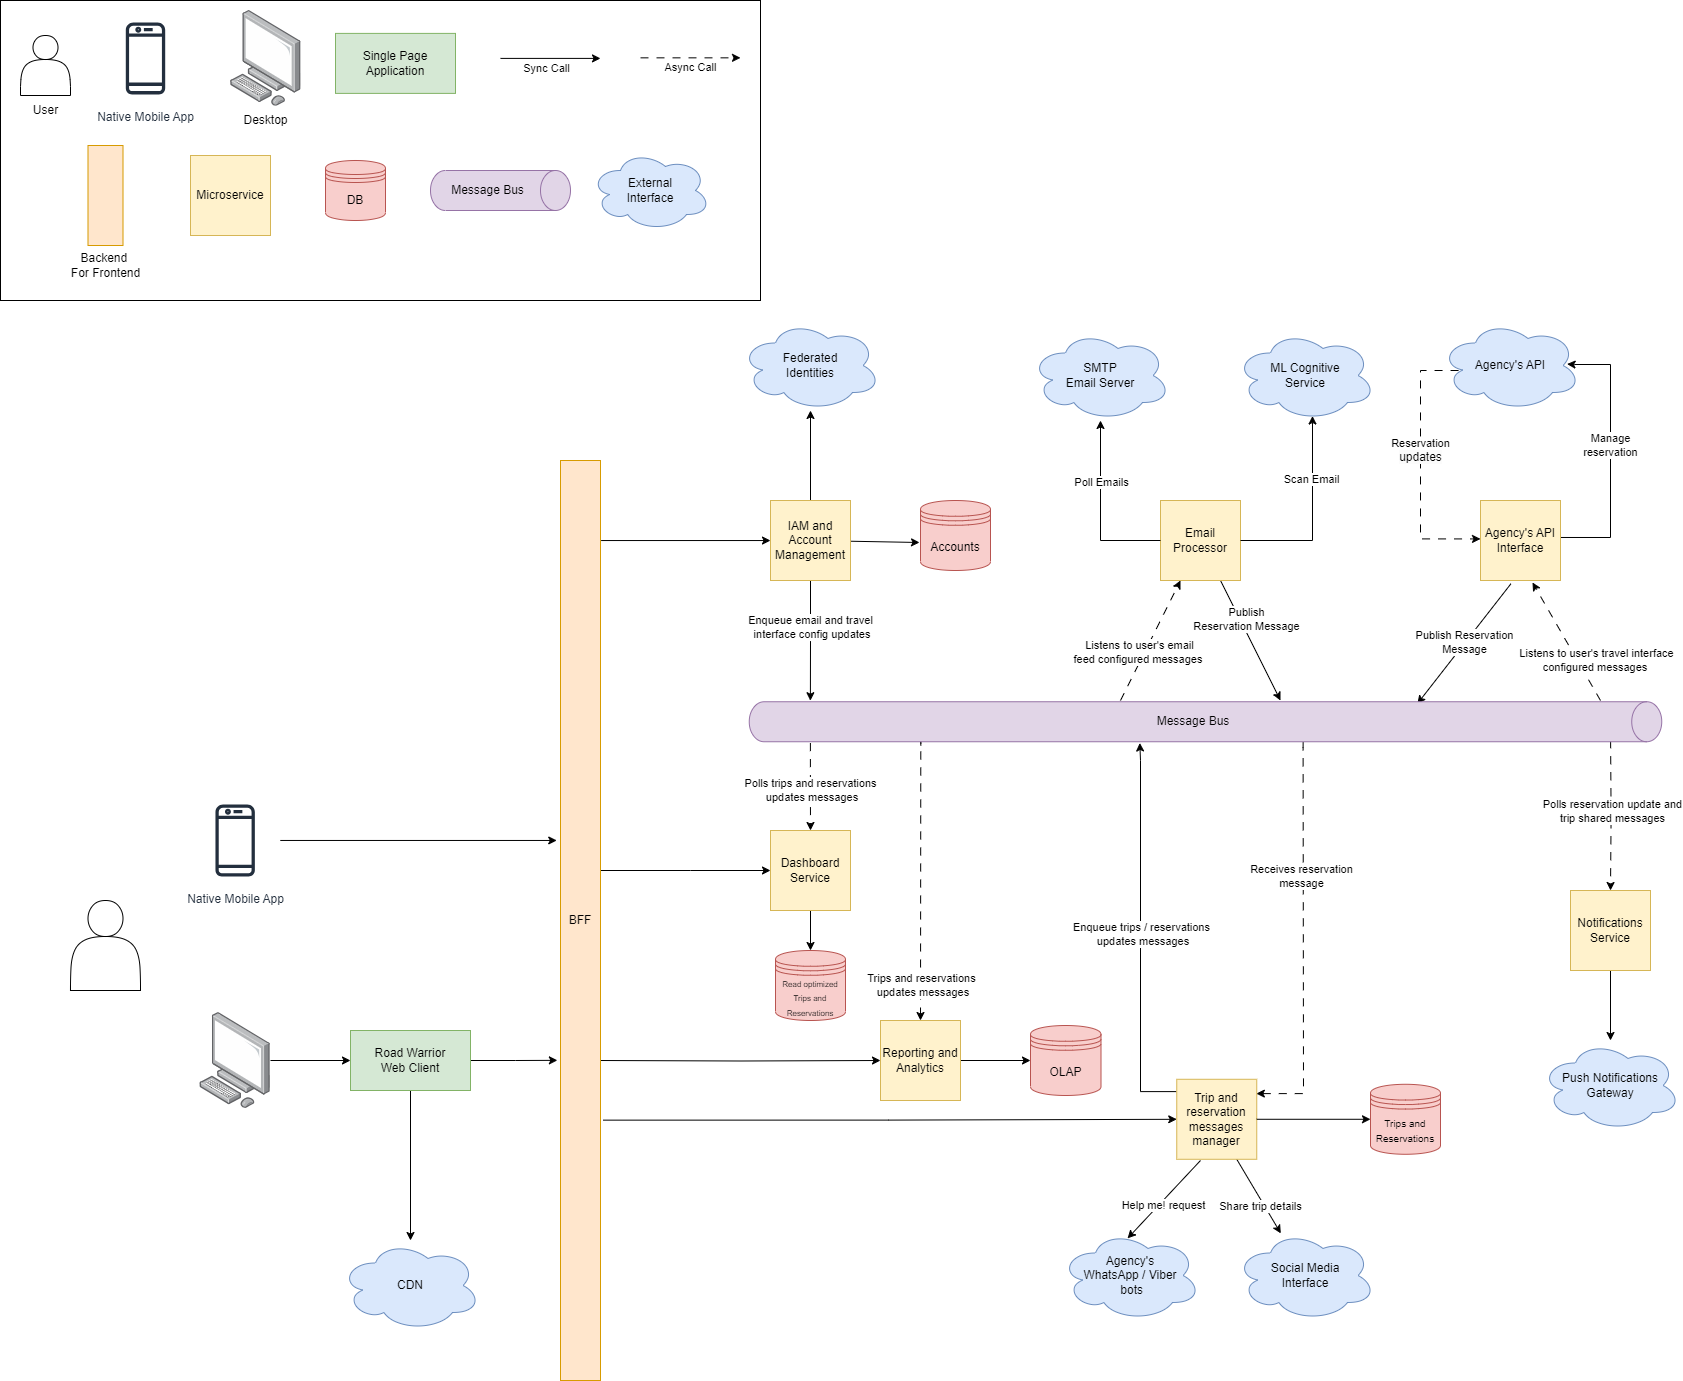 User
Native Mobile App
Desktop
Single Page
Application
Sync Call
Async Call
Backend
For Frontend
Microservice
DB
Message Bus
External
Interface
Federated
Identities
SMTP
Email Server
ML Cognitive
Service
Agency's API
Reservation
updates
Manage
reservation
Poll Emails
Scan Email
IAM and
Account
Management
Accounts
Email
Processor
Agency's API
Interface
Enqueue email and travel
interface config updates
Listens to user's email
feed configured messages
Publish
Reservation Message
Publish Reservation
Message
Listens to user's travel interface
configured messages
Message Bus
Polls trips and reservations
updates messages
Polls reservation update and
trip shared messages
Native Mobile App
BFF
Dashboard
Service
Receives reservation
message
Enqueue trips / reservations
updates messages
Notifications
Service
Read optimized
Trips and
Reservations
Trips and reservations
updates messages
Road Warrior
Web Client
Reporting and
Analytics
OLAP
Push Notifications
Gateway
Trip and
reservation
messages
manager
Trips and
Reservations
Help me! request
Share trip details
CDN
Agency's
WhatsApp / Viber
bots
Social Media
Interface